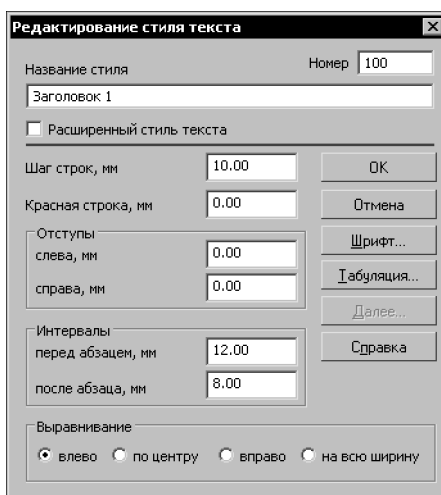 Редактирование стиля текста
Название стиля Номер 100
Заголовок 1
Расширенный стиль текста
Шаг строк, мм 10.00 OK
Красная строка, мм 0.00 Отмена
Отступы Шрифт...
слева, мм 0.00
справа, мм 0.00 Табуляция...
Далее...
Интервалы
перед абзацем, мм 12.00 Справка
после абзаца, мм 8.00
Выравнивание
влево по центру вправо на всю ширину